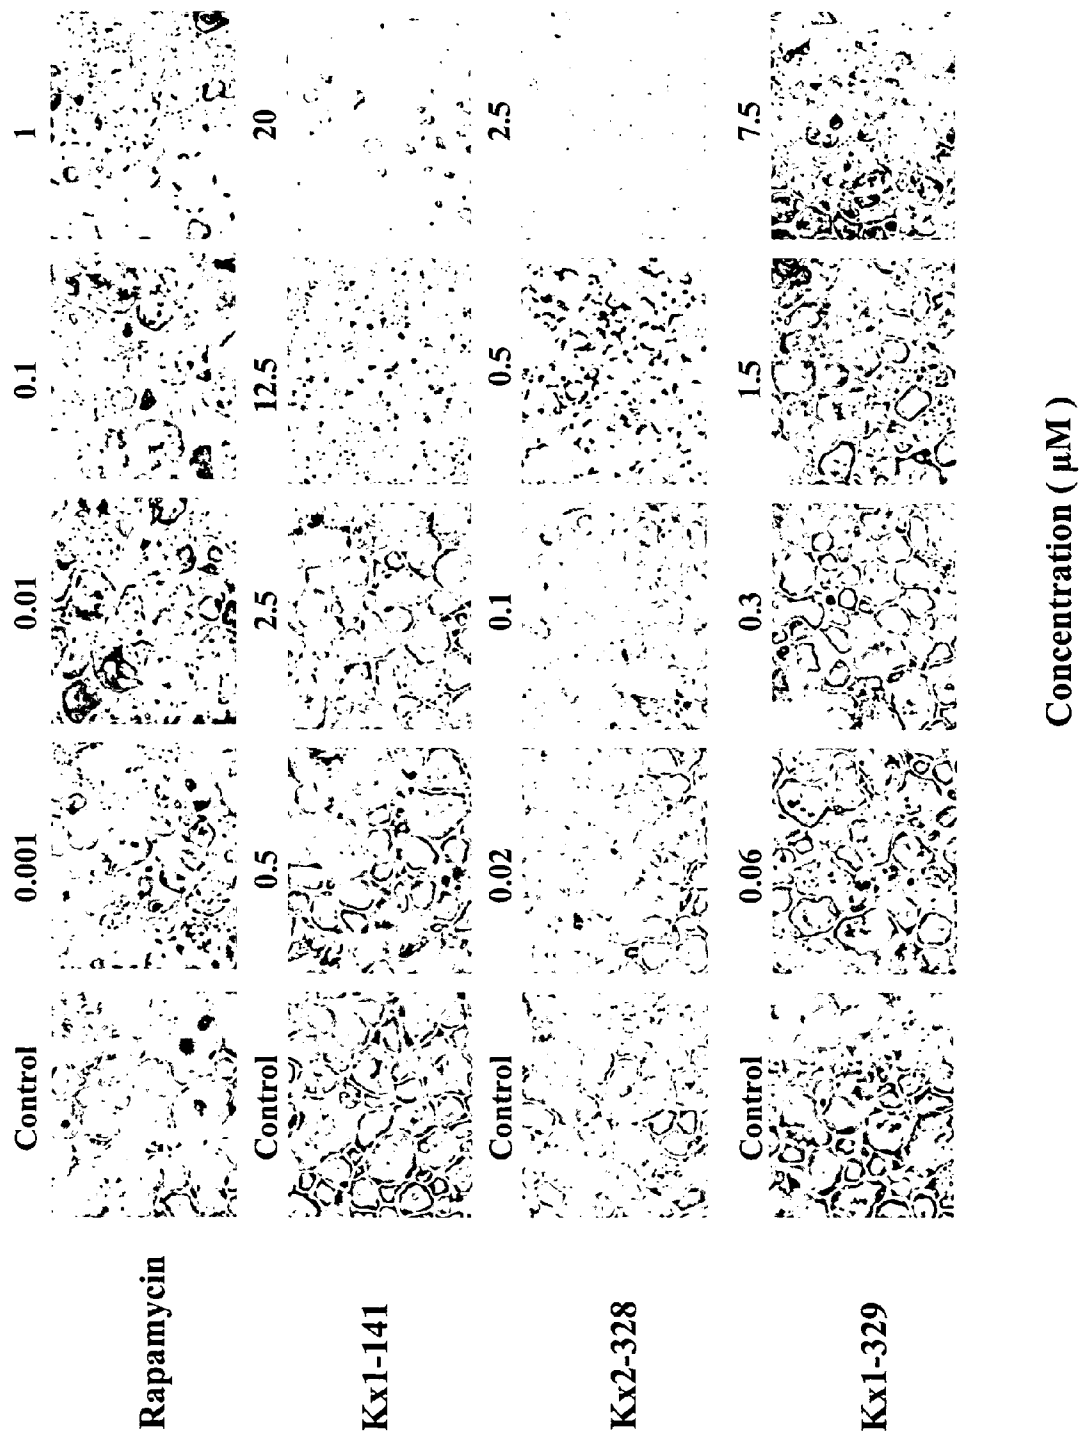 Control 0.001 0.01 0.1 1
Rapamycin
Control 0.5 2.5 12.5 20
Kx1-141
Control 0.02 0.1 0.5 2.5
Kx2-328
Control 0.06 0.3 1.5 7.5
Kx1-329
Concentration ( µM )